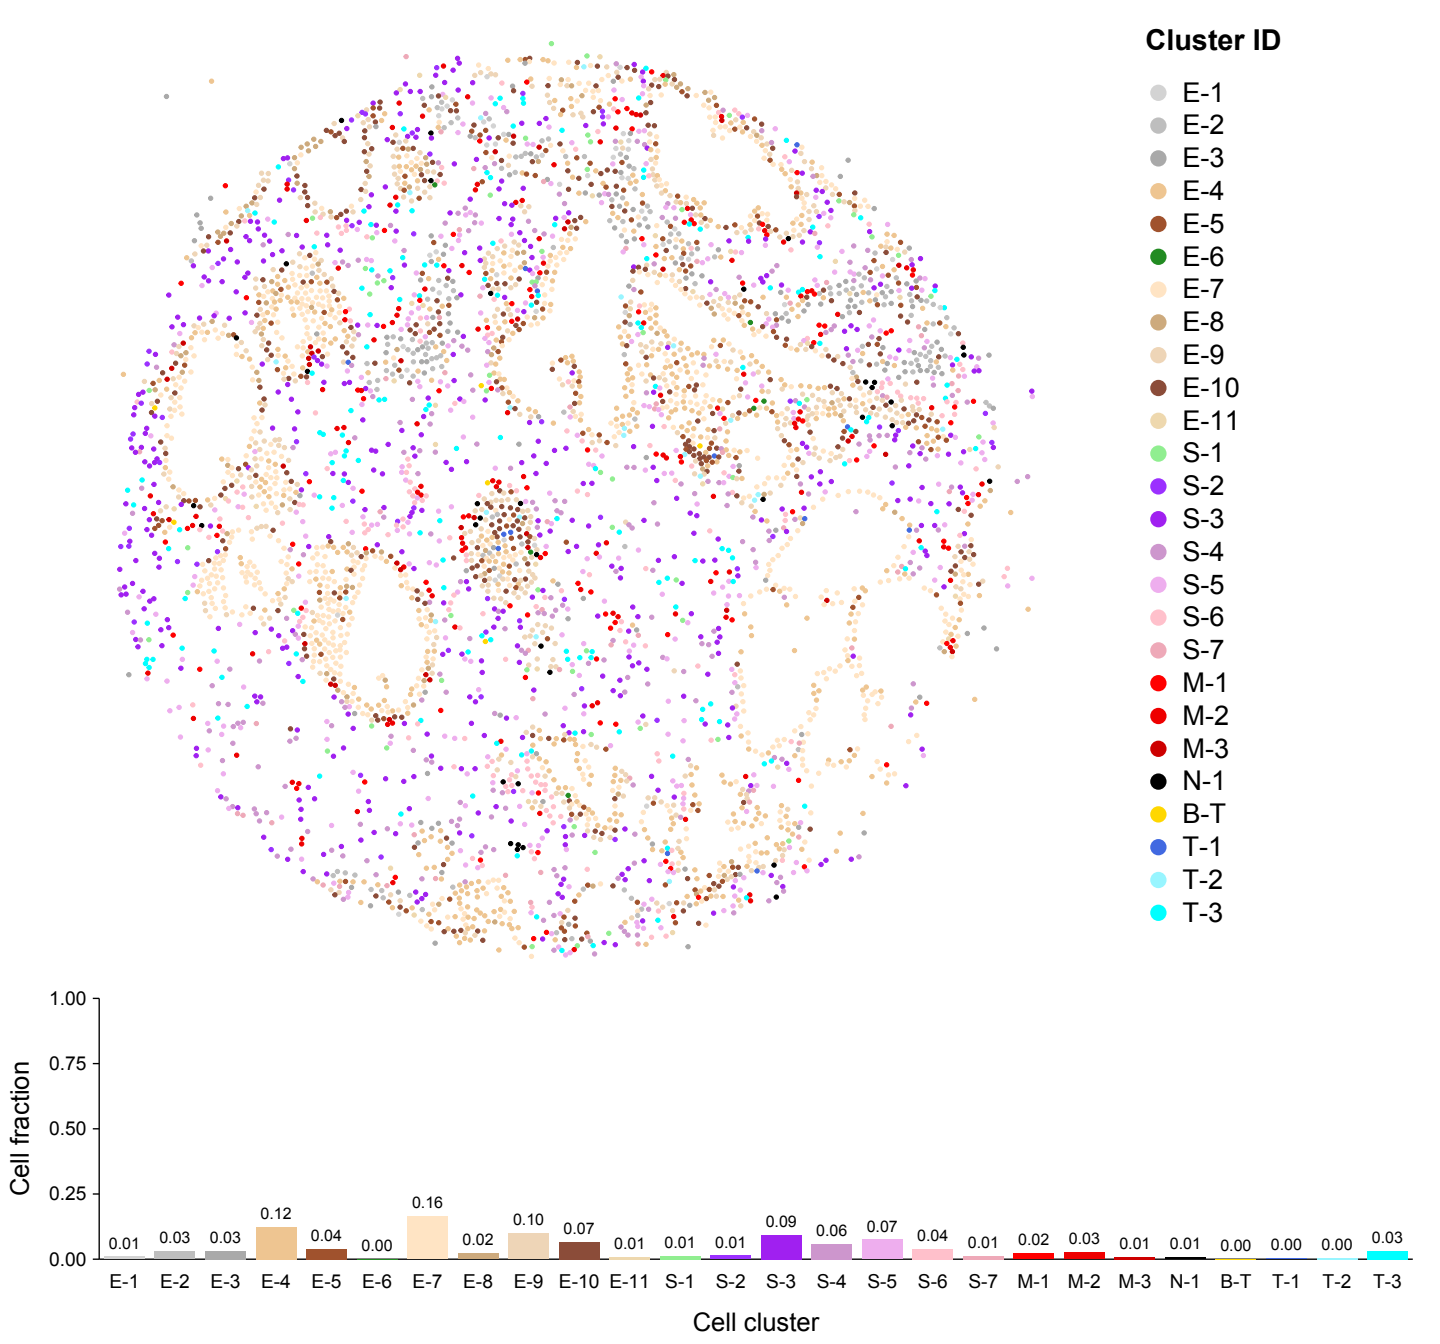 Cluster ID
E-1
E-2
E-3
E-4
E-5
E-6
E-7
E-8
E-9
E-10
E-11
S-1
S-2
S-3
S-4
S-5
S-6
S-7
M-1
M-2
M-3
N-1
B-T
T-1
T-2
T-3
1.00
0.75
0.50
0.25
0.00
Cell fraction
0.01 0.03 0.03 0.12 0.04 0.00 0.16 0.02 0.10 0.07 0.01 0.01 0.01 0.09 0.06 0.07 0.04 0.01 0.02 0.03 0.01 0.01 0.00 0.00 0.00 0.03
E-1 E-2 E-3 E-4 E-5 E-6 E-7 E-8 E-9 E-10 E-11 S-1 S-2 S-3 S-4 S-5 S-6 S-7 M-1 M-2 M-3 N-1 B-T T-1 T-2 T-3
Cell cluster